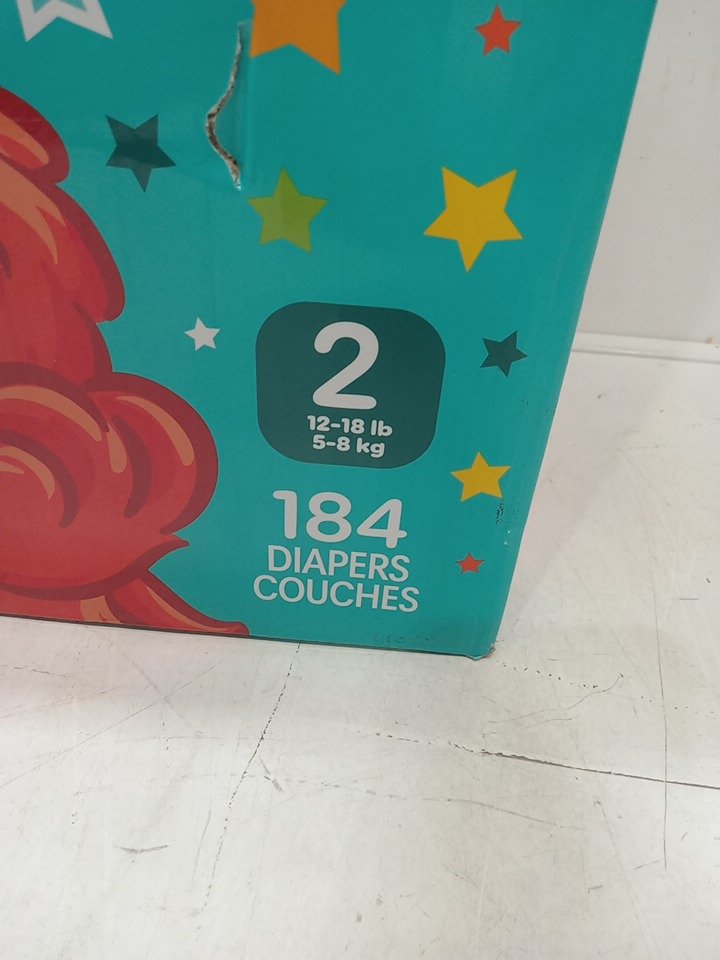 2
12-18 lb
5-8 kg
184
DIAPERS
COUCHES